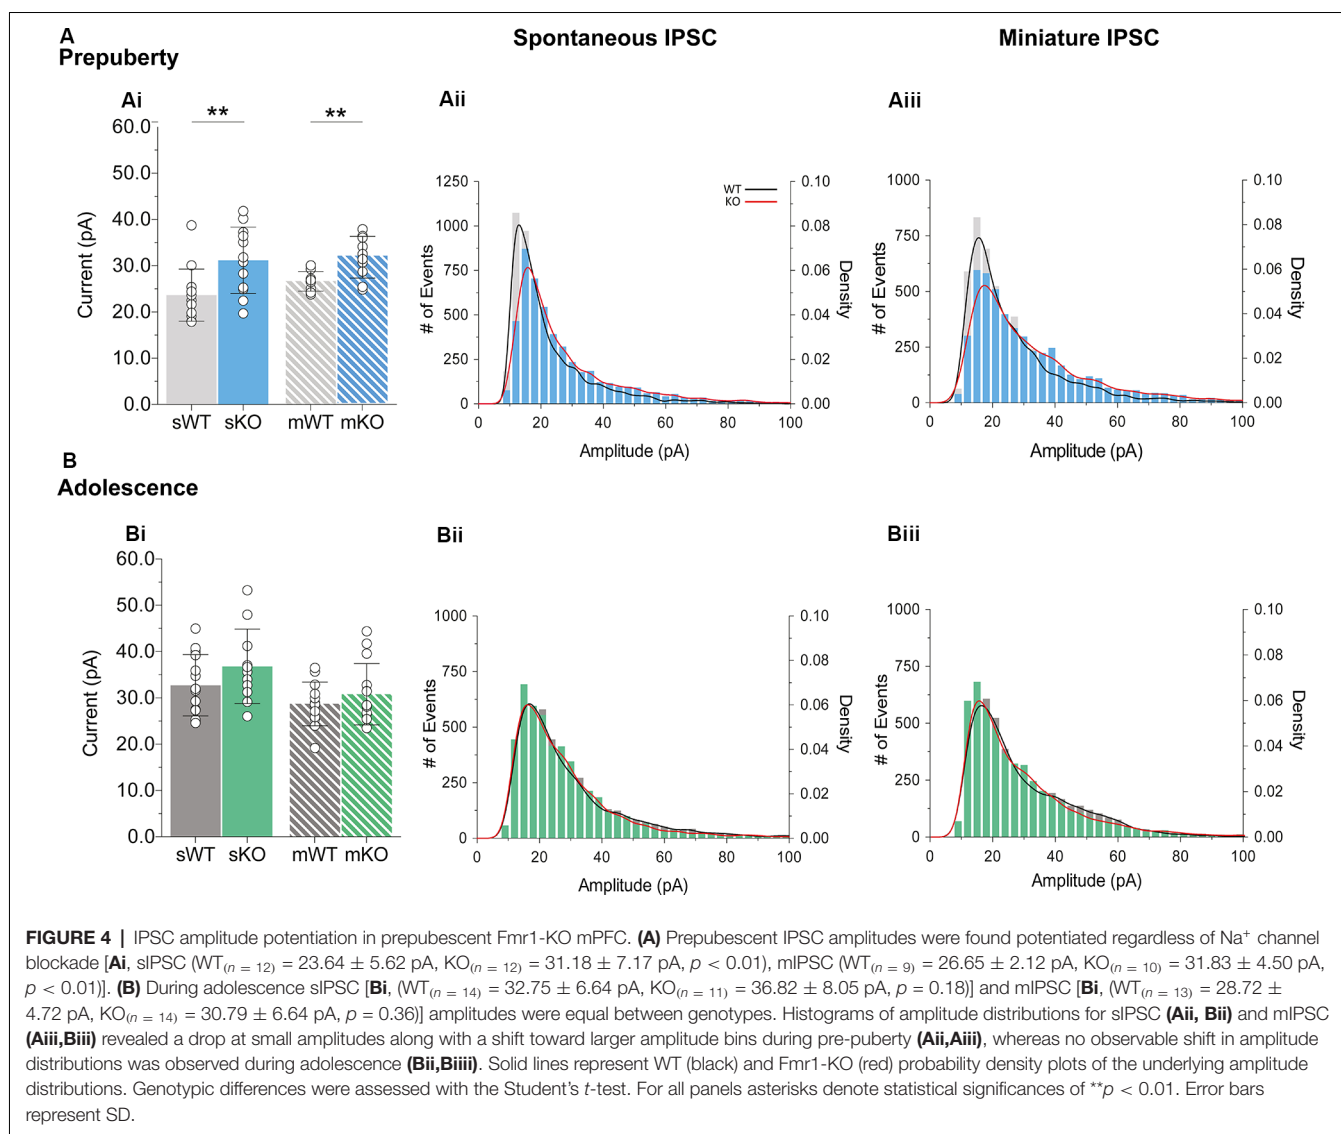 A
Prepuberty
Spontaneous IPSC
Miniature IPSC
Ai
**
**
60.0
50.0
40.0
30.0
20.0
10.0
0.0
Current (pA)
sWT sKO mWT mKO
Aii
1250
1000
750
500
250
0
# of Events
0.10
0.08
0.06
0.04
0.02
0.00
Density
WT
KO
0 20 40 60 80 100
Amplitude (pA)
Aiii
1000
750
500
250
0
# of Events
0.10
0.08
0.06
0.04
0.02
0.00
Density
0 20 40 60 80 100
Amplitude (pA)
B
Adolescence
Bi
60.0
50.0
40.0
30.0
20.0
10.0
0.0
Current (pA)
sWT sKO mWT mKO
Bii
1000
750
500
250
0
# of Events
0.10
0.08
0.06
0.04
0.02
0.00
Density
0 20 40 60 80 100
Amplitude (pA)
Biii
1000
750
500
250
0
# of Events
0.10
0.08
0.06
0.04
0.02
0.00
Density
0 20 40 60 80 100
Amplitude (pA)
FIGURE 4 | IPSC amplitude potentiation in prepubescent Fmr1-KO mPFC. (A) Prepubescent IPSC amplitudes were found potentiated regardless of Na+ channel
blockade [Ai, sIPSC (WT(n = 12) = 23.64 ± 5.62 pA, KO(n = 12) = 31.18 ± 7.17 pA, p < 0.01), mIPSC (WT(n = 9) = 26.65 ± 2.12 pA, KO(n = 10) = 31.83 ± 4.50 pA,
p < 0.01)]. (B) During adolescence sIPSC [Bi, (WT(n = 14) = 32.75 ± 6.64 pA, KO(n = 11) = 36.82 ± 8.05 pA, p = 0.18)] and mIPSC [Bi, (WT(n = 13) = 28.72 ±
4.72 pA, KO(n = 14) = 30.79 ± 6.64 pA, p = 0.36)] amplitudes were equal between genotypes. Histograms of amplitude distributions for sIPSC (Aii, Bii) and mIPSC
(Aiii,Biii) revealed a drop at small amplitudes along with a shift toward larger amplitude bins during pre-puberty (Aii,Aiii), whereas no observable shift in amplitude
distributions was observed during adolescence (Bii,Biiii). Solid lines represent WT (black) and Fmr1-KO (red) probability density plots of the underlying amplitude
distributions. Genotypic differences were assessed with the Student's t-test. For all panels asterisks denote statistical significances of **p < 0.01. Error bars
represent SD.